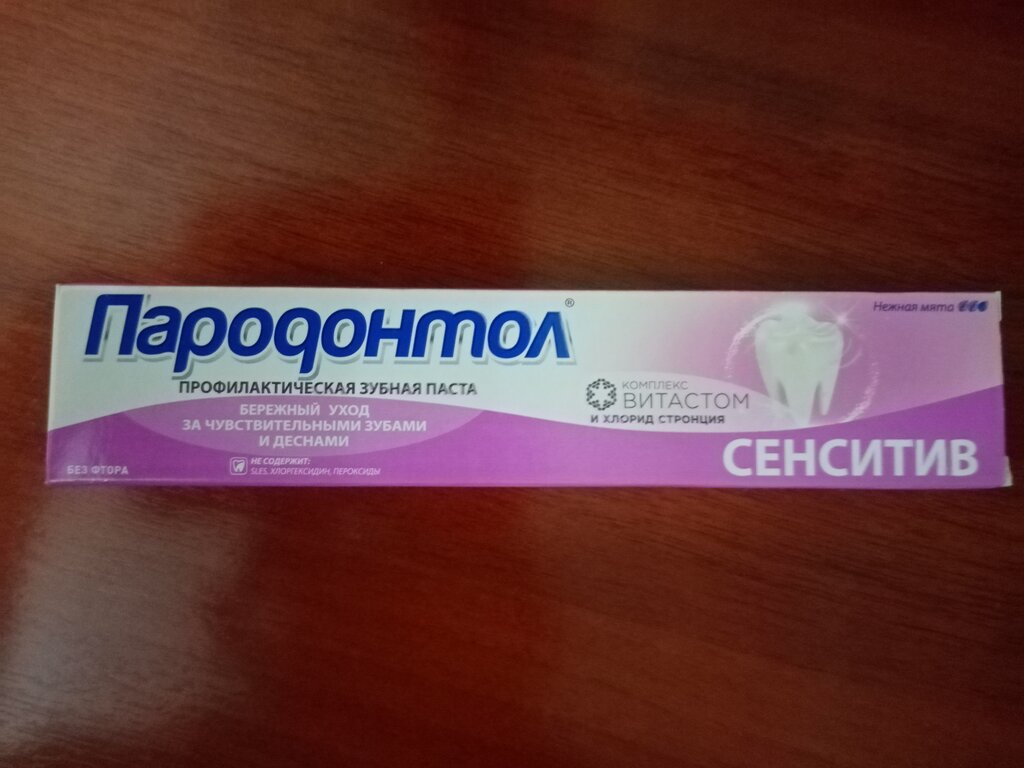 Пародонтол®
Нежная мята
ПРОФИЛАКТИЧЕСКАЯ ЗУБНАЯ ПАСТА
БЕРЕЖНЫЙ УХОД
ЗА ЧУВСТВИТЕЛЬНЫМИ ЗУБАМИ
И ДЕСНАМИ
КОМПЛЕКС
ВИТАСТОМ
И ХЛОРИД СТРОНЦИЯ
СЕНСИТИВ
БЕЗ ФТОРА
НЕ СОДЕРЖИТ:
SLES, ХЛОРГЕКСИДИН, ПЕРОКСИДЫ